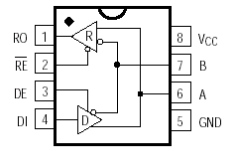 RO 1 R 8 VCC
RE 2 7 B
DE 3 6 A
DI 4 D 5 GND